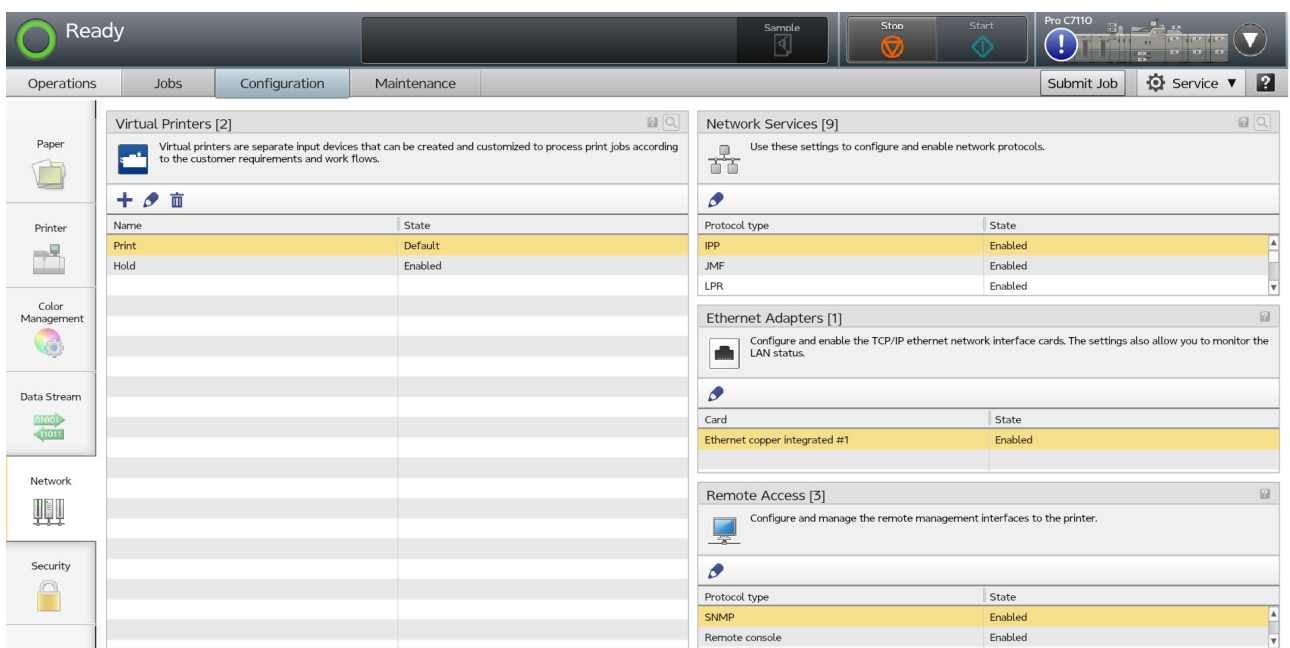 Ready
Sample
Stop
Start
Pro C7110
Operations
Jobs
Configuration
Maintenance
Submit Job
Service
Paper
Printer
Color
Management
Data Stream
Network
Security
Virtual Printers [2]
Virtual printers are separate input devices that can be created and customized to process print jobs according
to the customer requirements and work flows.
Name State
Print Default
Hold Enabled
Network Services [9]
Use these settings to configure and enable network protocols.
Protocol type State
IPP Enabled
JMF Enabled
LPR Enabled
Ethernet Adapters [1]
Configure and enable the TCP/IP ethernet network interface cards. The settings also allow you to monitor the
LAN status.
Card State
Ethernet copper integrated #1 Enabled
Remote Access [3]
Configure and manage the remote management interfaces to the printer.
Protocol type State
SNMP Enabled
Remote console Enabled